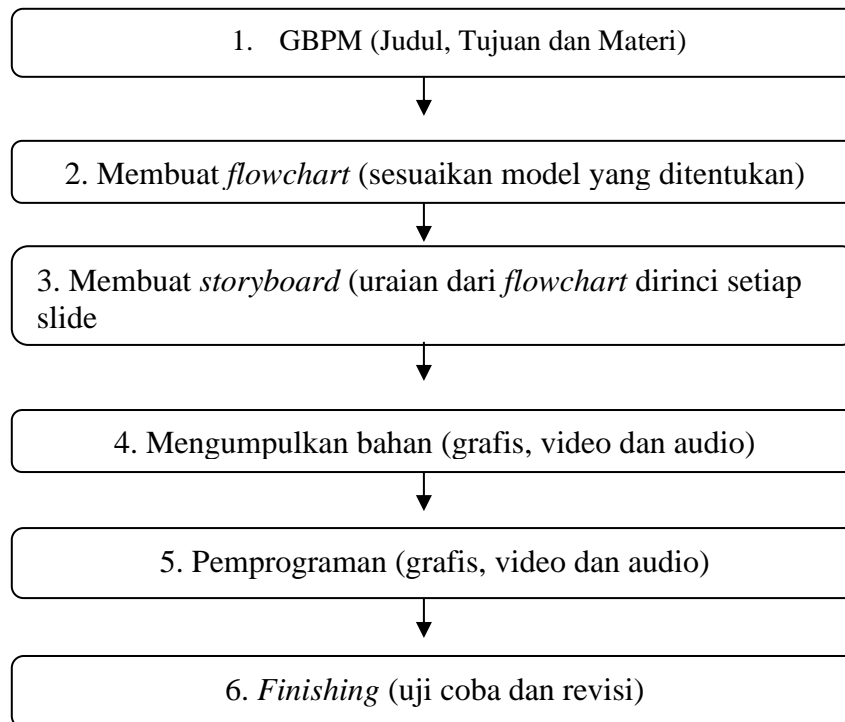 1. GBPM (Judul, Tujuan dan Materi)
2. Membuat flowchart (sesuaikan model yang ditentukan)
3. Membuat storyboard (uraian dari flowchart dirinci setiap
slide
4. Mengumpulkan bahan (grafis, video dan audio)
5. Pemprograman (grafis, video dan audio)
6. Finishing (uji coba dan revisi)